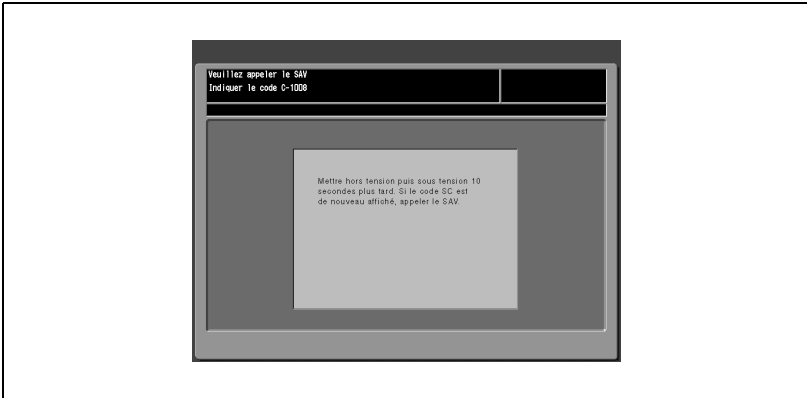 Veuillez appeler le SAV
Indiquer le code C-1008
Mettre hors tension puis sous tension 10
secondes plus tard. Si le code SC est
de nouveau affiché, appeler le SAV.